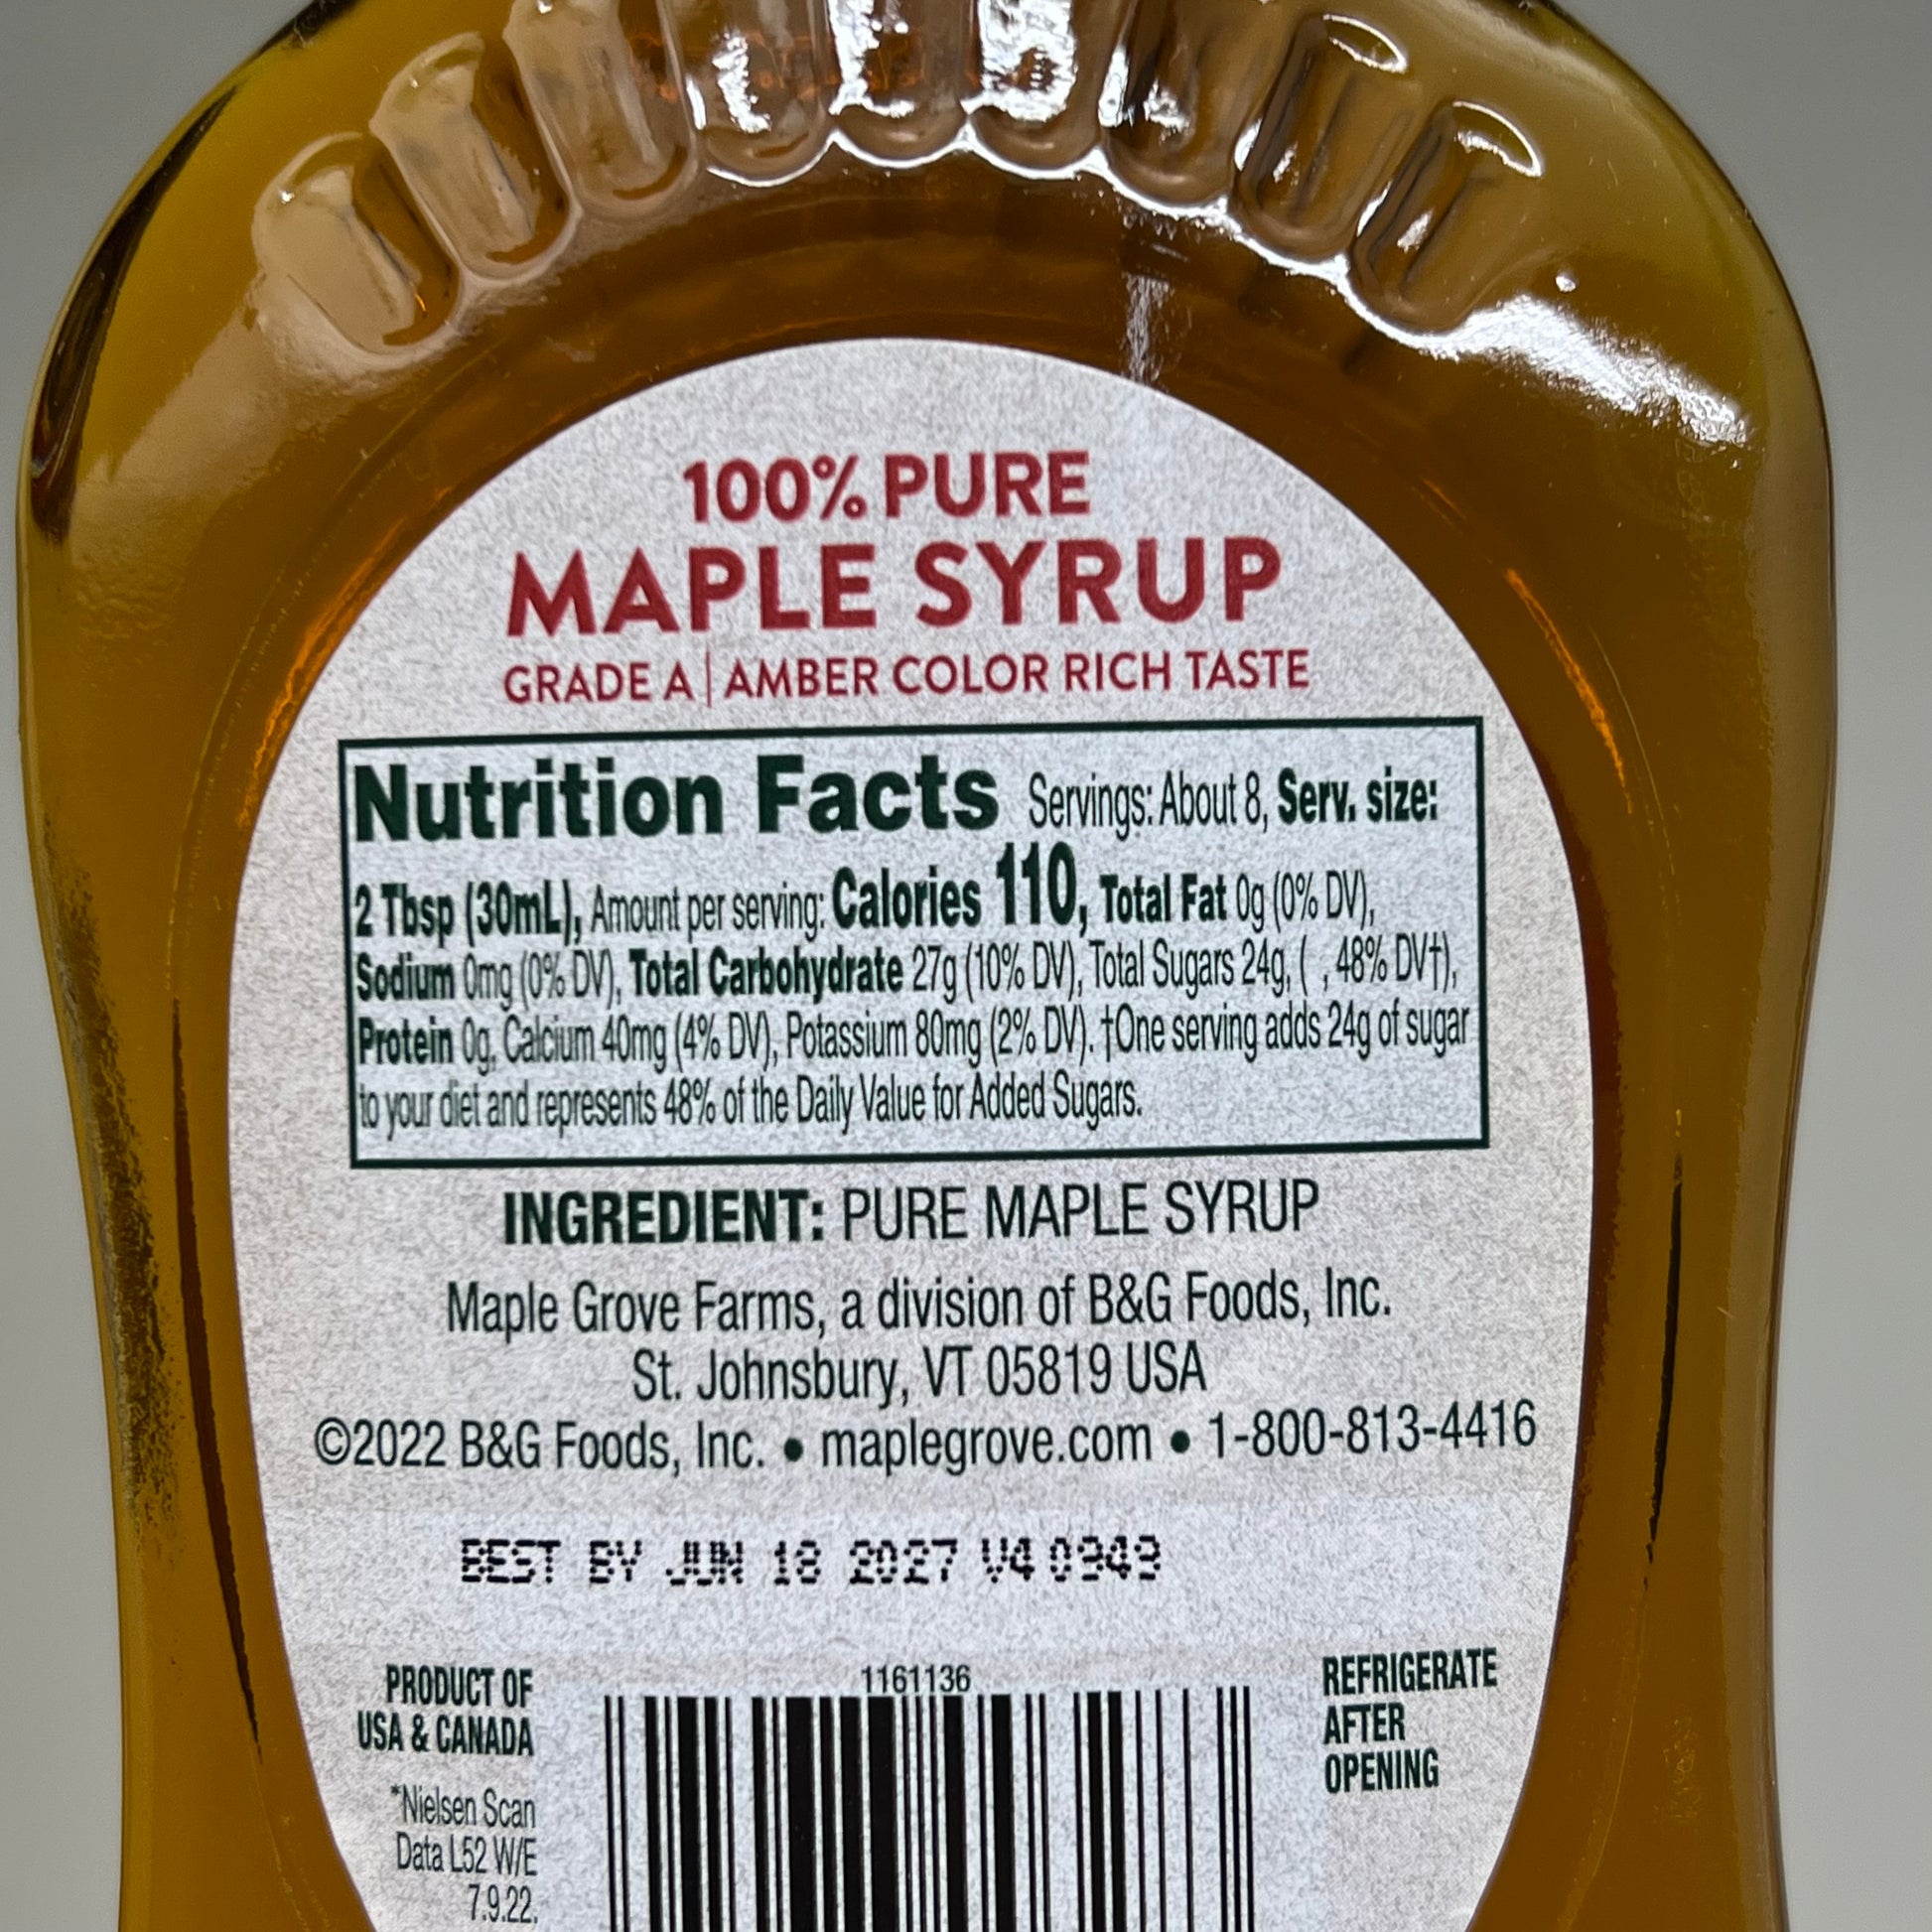 100% PURE
MAPLE SYRUP
GRADE A | AMBER COLOR RICH TASTE
Nutrition Facts Servings: About 8, Serv. size:
2 Tbsp (30mL), Amount per serving: Calories 110, Total Fat 0g (0% DV),
Sodium 0mg (0% DV), Total Carbohydrate 27g (10% DV), Total Sugars 24g, ( , 48% DV†),
Protein 0g, Calcium 40mg (4% DV), Potassium 80mg (2% DV). †One serving adds 24g of sugar
to your diet and represents 48% of the Daily Value for Added Sugars.
INGREDIENT: PURE MAPLE SYRUP
Maple Grove Farms, a division of B&G Foods, Inc.
St. Johnsbury, VT 05819 USA
©2022 B&G Foods, Inc. • maplegrove.com • 1-800-813-4416
BEST BY JUN 18 2027 V4 0949
1161136
PRODUCT OF
USA & CANADA
*Nielsen Scan
Data L52 W/E
7.9.22.
REFRIGERATE
AFTER
OPENING